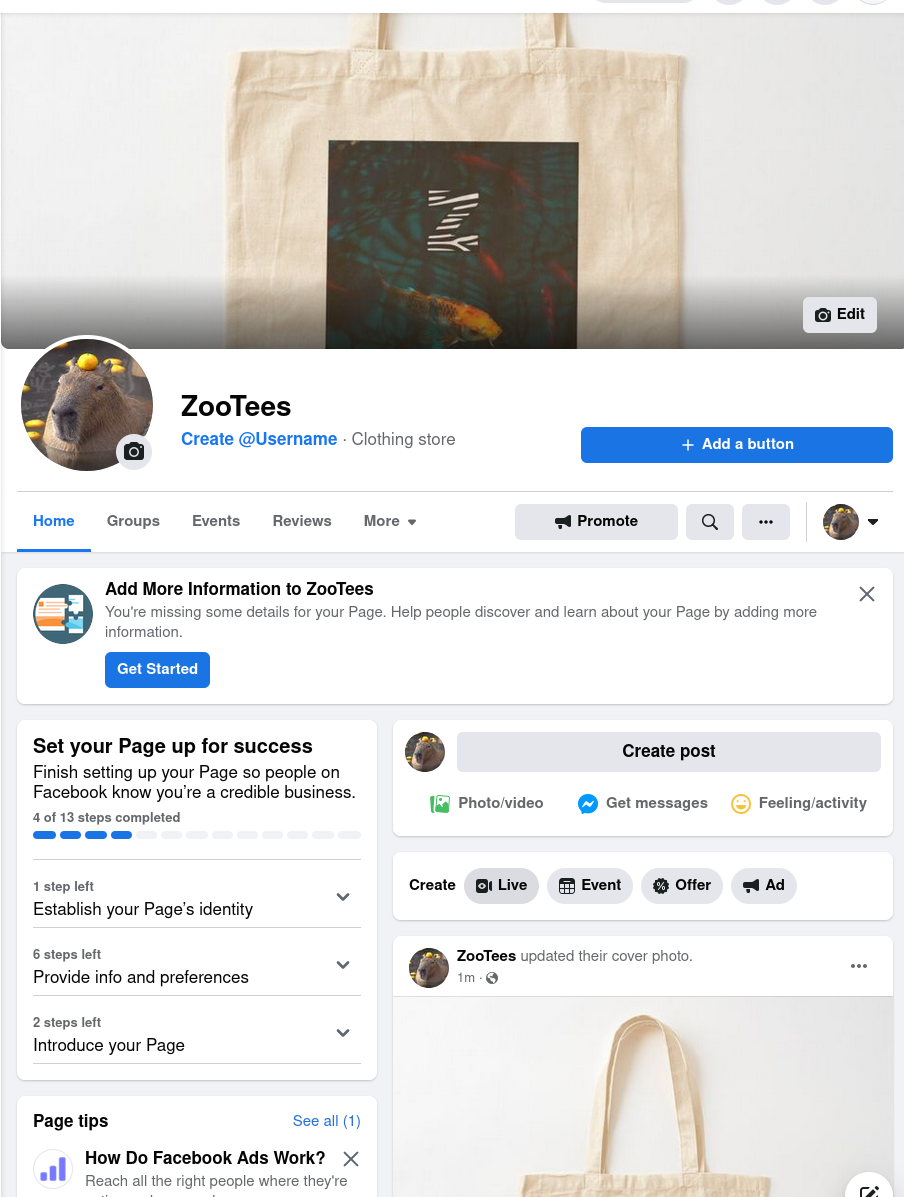 Edit
ZooTees
Create @Username · Clothing store
Add a button
Home
Groups
Events
Reviews
More
Promote
Add More Information to ZooTees
You're missing some details for your Page. Help people discover and learn about your Page by adding more
information.
Get Started
Set your Page up for success
Finish setting up your Page so people on
Facebook know you’re a credible business.
4 of 13 steps completed
1 step left
Establish your Page’s identity
6 steps left
Provide info and preferences
2 steps left
Introduce your Page
Page tips
See all (1)
How Do Facebook Ads Work?
Reach all the right people where they're
Create post
Photo/video
Get messages
Feeling/activity
Create
Live
Event
Offer
Ad
ZooTees updated their cover photo.
1m ·